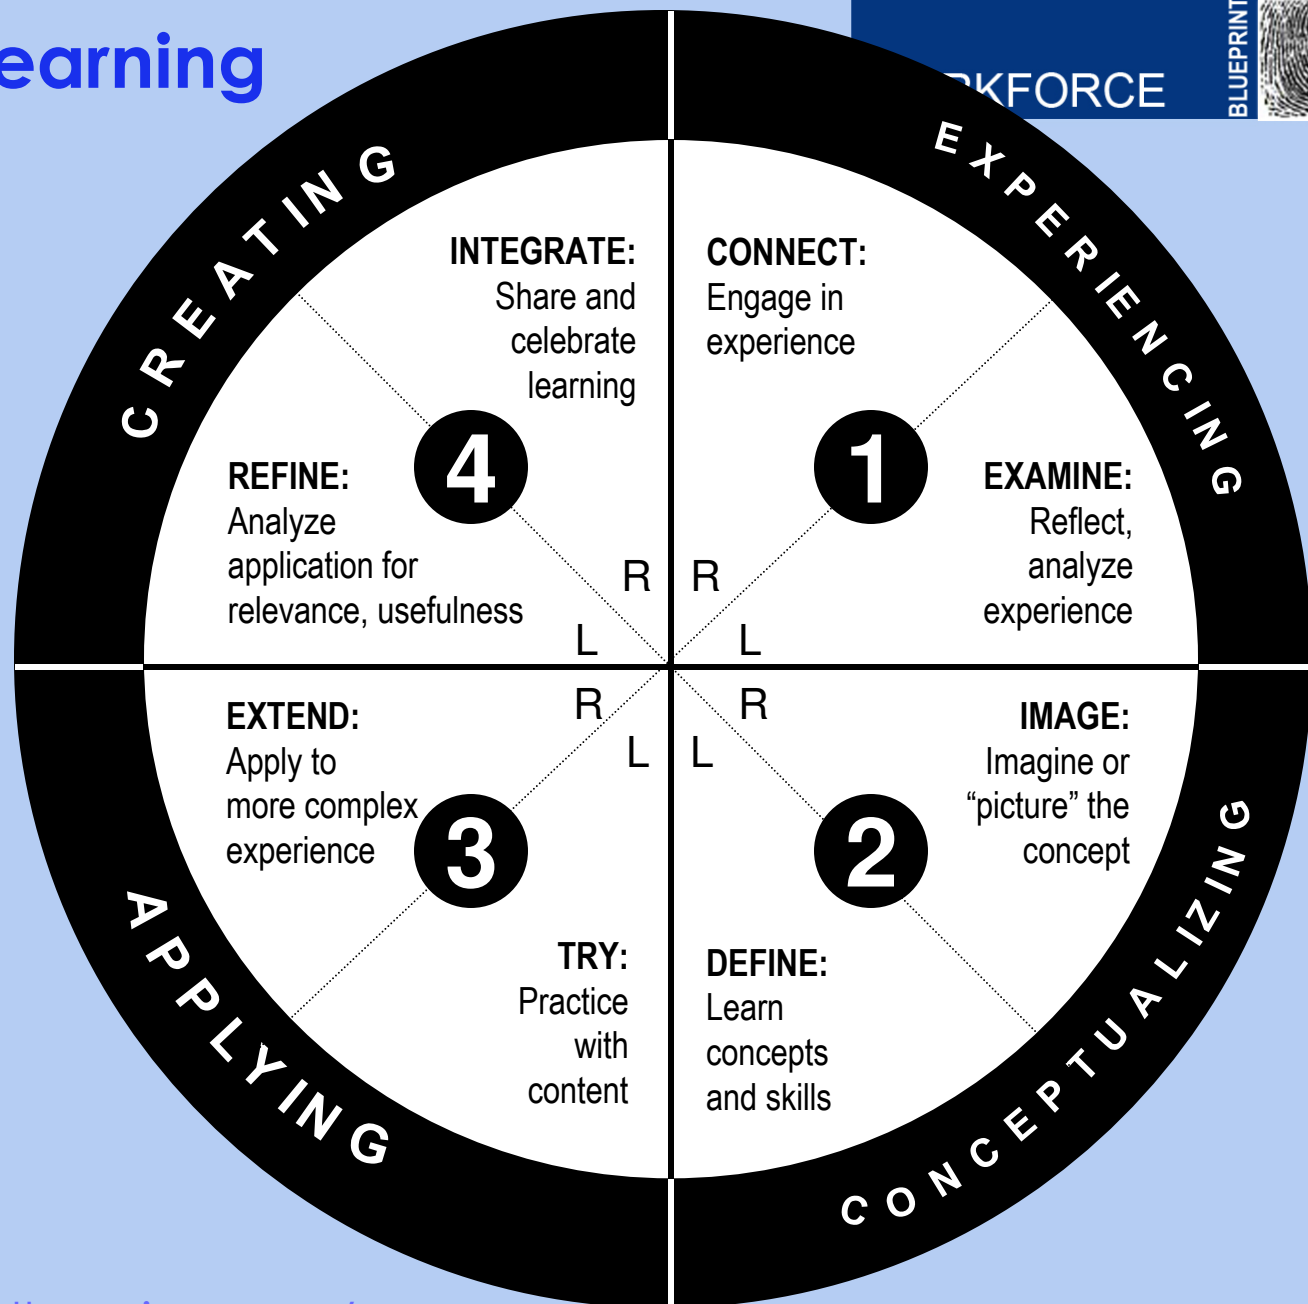 earning
KFORCE
BLUEPRINT
CREATING
EXPERIENCING
INTEGRATE:
Share and
celebrate
learning
CONNECT:
Engage in
experience
4
1
REFINE:
Analyze
application for
relevance, usefulness
EXAMINE:
Reflect,
analyze
experience
R
R
L
L
R
R
L
L
EXTEND:
Apply to
more complex
experience
IMAGE:
Imagine or
“picture” the
concept
3
2
TRY:
Practice
with
content
DEFINE:
Learn
concepts
and skills
APPLYING
CONCEPTUALIZING